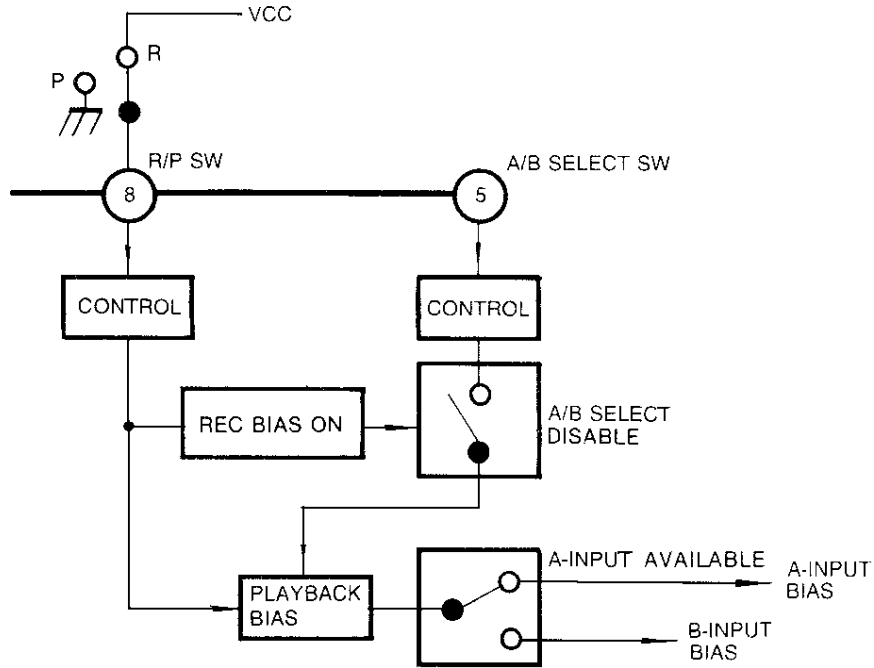 VCC
R
P
R/P SW
A/B SELECT SW
8
5
CONTROL
CONTROL
REC BIAS ON
A/B SELECT
DISABLE
A-INPUT AVAILABLE
A-INPUT
BIAS
PLAYBACK
BIAS
B-INPUT
BIAS